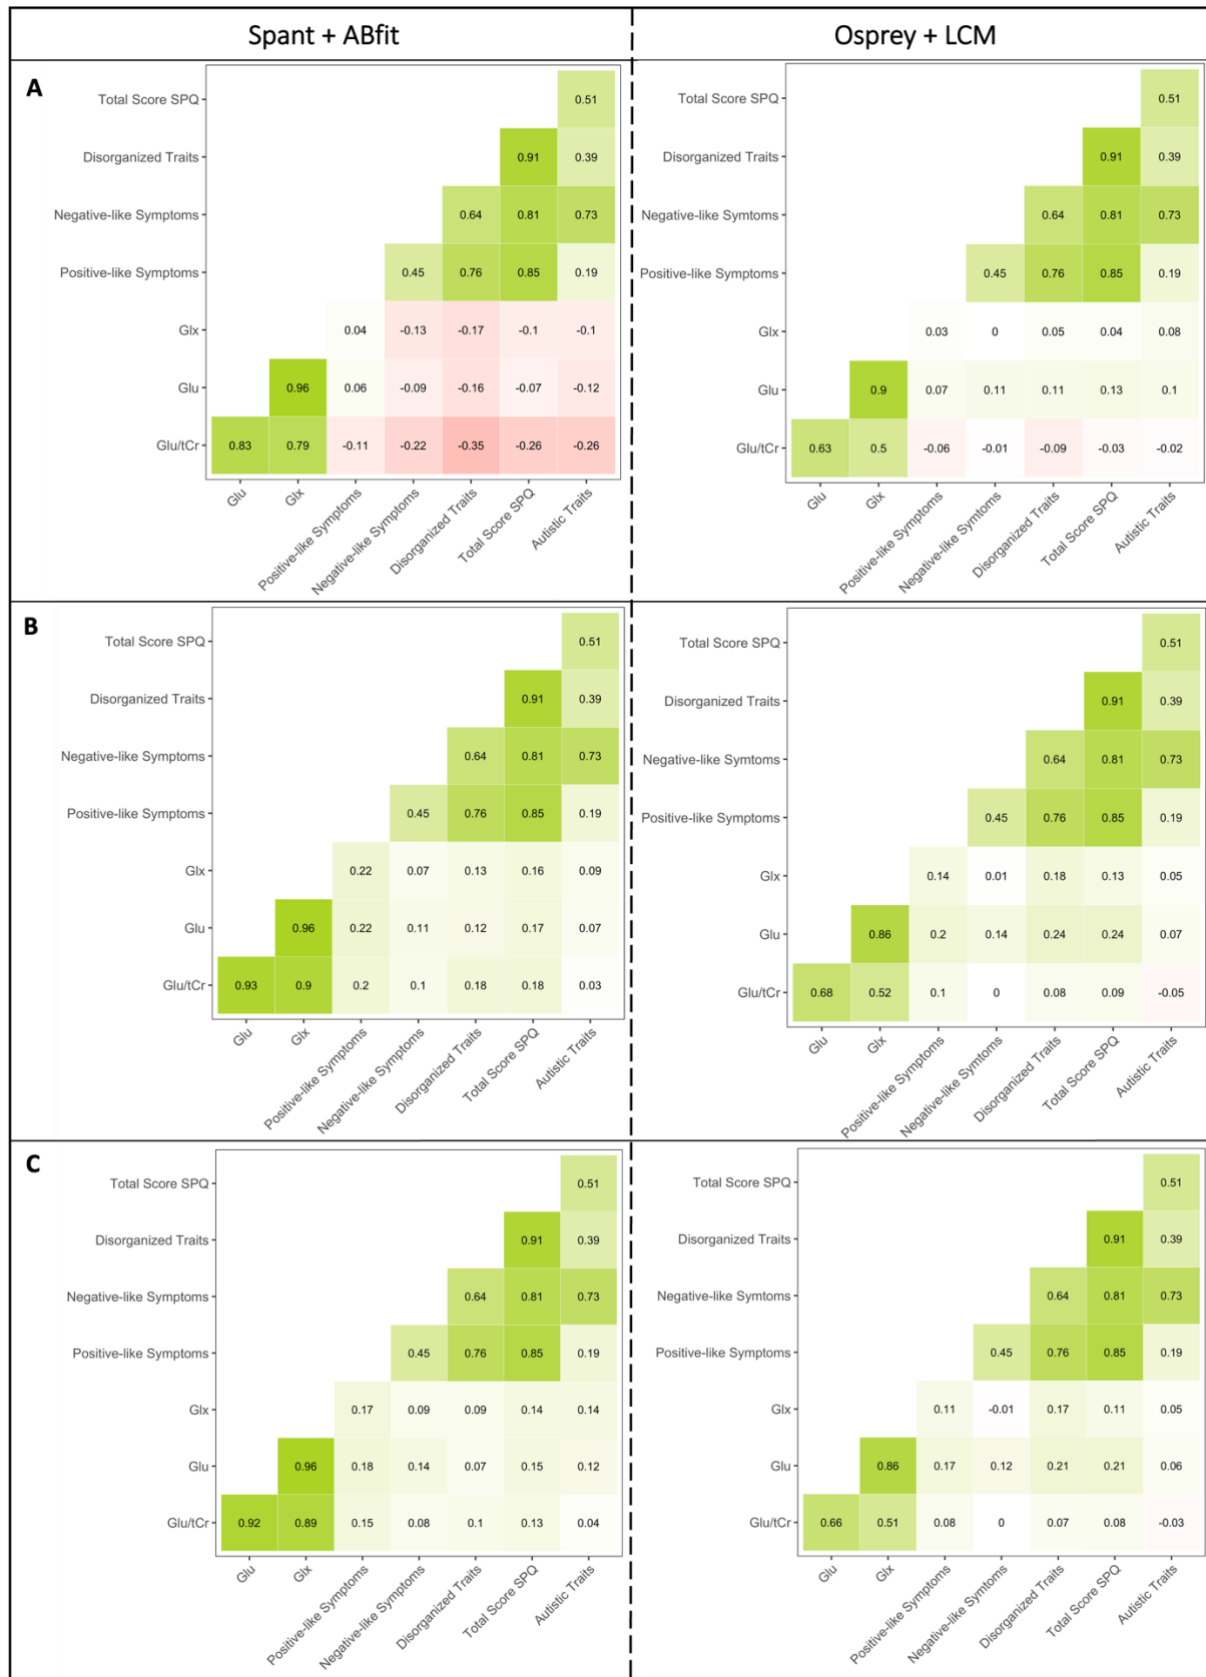 Spant + ABfit
Osprey + LCM
A
Total Score SPQ
0.51
Disorganized Traits
0.91 0.39
Negative-like Symptoms
0.64 0.81 0.73
Positive-like Symptoms
0.45 0.76 0.85 0.19
Glx
0.04 -0.13 -0.17 -0.1 -0.1
Glu
0.96 0.06 -0.09 -0.16 -0.07 -0.12
Glu/tCr
0.83 0.79 -0.11 -0.22 -0.35 -0.26 -0.26
Glu
Glx
Positive-like Symptoms
Negative-like Symptoms
Disorganized Traits
Total Score SPQ
Autistic Traits
Total Score SPQ
0.51
Disorganized Traits
0.91 0.39
Negative-like Symtoms
0.64 0.81 0.73
Positive-like Symptoms
0.45 0.76 0.85 0.19
Glx
0.03 0 0.05 0.04 0.08
Glu
0.9 0.07 0.11 0.11 0.13 0.1
Glu/tCr
0.63 0.5 -0.06 -0.01 -0.09 -0.03 -0.02
Glu
Glx
Positive-like Symptoms
Negative-like Symtoms
Disorganized Traits
Total Score SPQ
Autistic Traits
B
Total Score SPQ
0.51
Disorganized Traits
0.91 0.39
Negative-like Symptoms
0.64 0.81 0.73
Positive-like Symptoms
0.45 0.76 0.85 0.19
Glx
0.22 0.07 0.13 0.16 0.09
Glu
0.96 0.22 0.11 0.12 0.17 0.07
Glu/tCr
0.93 0.9 0.2 0.1 0.18 0.18 0.03
Glu
Glx
Positive-like Symptoms
Negative-like Symptoms
Disorganized Traits
Total Score SPQ
Autistic Traits
Total Score SPQ
0.51
Disorganized Traits
0.91 0.39
Negative-like Symtoms
0.64 0.81 0.73
Positive-like Symptoms
0.45 0.76 0.85 0.19
Glx
0.14 0.01 0.18 0.13 0.05
Glu
0.86 0.2 0.14 0.24 0.24 0.07
Glu/tCr
0.68 0.52 0.1 0 0.08 0.09 -0.05
Glu
Glx
Positive-like Symptoms
Negative-like Symtoms
Disorganized Traits
Total Score SPQ
Autistic Traits
C
Total Score SPQ
0.51
Disorganized Traits
0.91 0.39
Negative-like Symptoms
0.64 0.81 0.73
Positive-like Symptoms
0.45 0.76 0.85 0.19
Glx
0.17 0.09 0.09 0.14 0.14
Glu
0.96 0.18 0.14 0.07 0.15 0.12
Glu/tCr
0.92 0.89 0.15 0.08 0.1 0.13 0.04
Glu
Glx
Positive-like Symptoms
Negative-like Symptoms
Disorganized Traits
Total Score SPQ
Autistic Traits
Total Score SPQ
0.51
Disorganized Traits
0.91 0.39
Negative-like Symtoms
0.64 0.81 0.73
Positive-like Symptoms
0.45 0.76 0.85 0.19
Glx
0.11 -0.01 0.17 0.11 0.05
Glu
0.86 0.17 0.12 0.21 0.21 0.06
Glu/tCr
0.66 0.51 0.08 0 0.07 0.08 -0.03
Glu
Glx
Positive-like Symptoms
Negative-like Symtoms
Disorganized Traits
Total Score SPQ
Autistic Traits